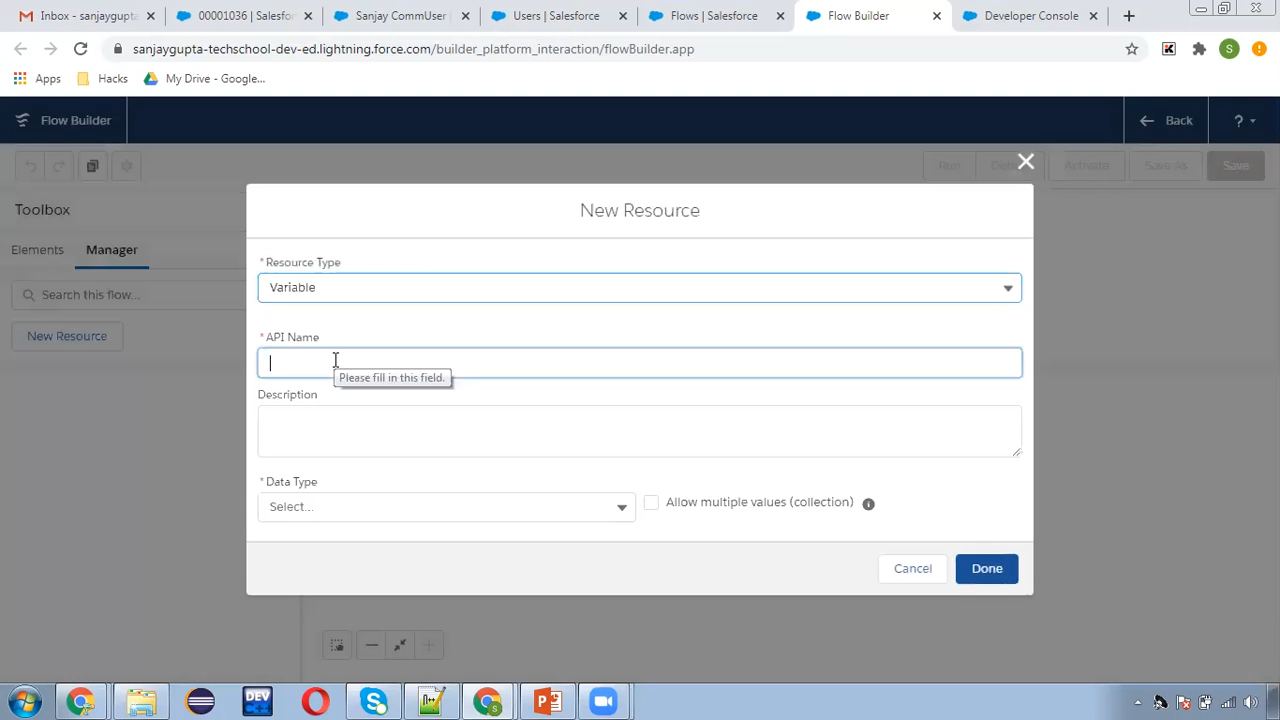 Inbox - sanjaygupta- ×
00001036 | Salesfor ×
Sanjay CommUser | ×
Users | Salesforce ×
Flows | Salesforce ×
Flow Builder ×
Developer Console ×
sanjaygupta-techschool-dev-ed.lightning.force.com/builder_platform_interaction/flowBuilder.app
S
Apps
Hacks
My Drive - Google...
Flow Builder
Back
?
Run
Activate
Save As
Save
Toolbox
New Resource
Elements
Manager
*Resource Type
Variable
Search this flow...
New Resource
*API Name
Please fill in this field.
Description
*Data Type
Select...
Allow multiple values (collection)
Cancel
Done
DEV
C++